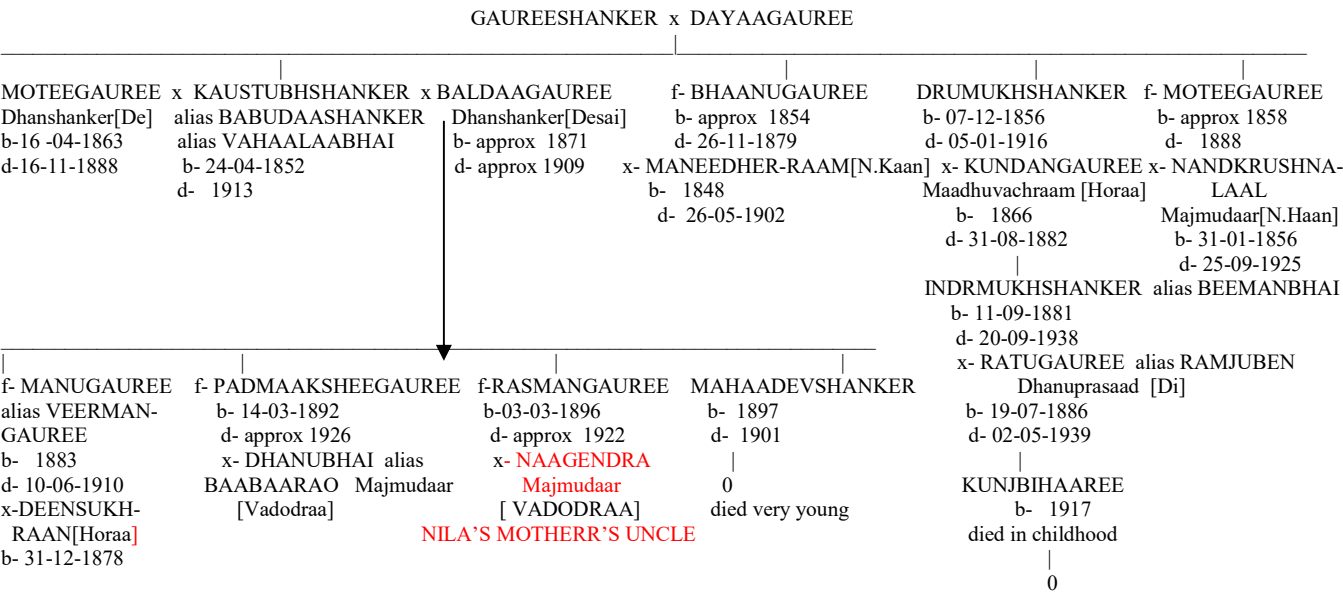 GAUREESHANKER x DAYAAGAUREE
MOTEEGAUREE x KAUSTUBHSHANKER x BALDAAGAUREE f- BHAANUGAUREE DRUMUKHSHANKER f- MOTEEGAUREE
Dhanshanker[De] alias BABUDAASHANKER Dhanshanker[Desai] b- approx 1854 b- 07-12-1856 b- approx 1858
b-16 -04-1863 alias VAHAALAABHAI b- approx 1871 d- 26-11-1879 d- 05-01-1916 d- 1888
d-16-11-1888 b- 24-04-1852 d- approx 1909 x- MANEEDHER-RAAM[N.Kaan] x- KUNDANGAUREE x- NANDKRUSHNA-
d- 1913 b- 1848 Maadhuvachraam [Horaa] LAAL
d- 26-05-1902 b- 1866 Majmudaar[N.Haan]
d- 31-08-1882 b- 31-01-1856
d- 25-09-1925
INDRMUKHSHANKER alias BEEMANBHAI
b- 11-09-1881
d- 20-09-1938
f- MANUGAUREE f- PADMAAKSHEEGAUREE f-RASMANGAUREE MAHAADEVSHANKER x- RATUGAUREE alias RAMJUBEN
alias VEERMAN- b- 14-03-1892 b-03-03-1896 b- 1897 Dhanuprasaad [Di]
GAUREE d- approx 1926 d- approx 1922 d- 1901 b- 19-07-1886
b- 1883 x- DHANUBHAI alias x- NAAGENDRA d- 02-05-1939
d- 10-06-1910 BAABAARAO Majmudaar Majmudaar 0 KUNJBIHAAREE
x-DEENSUKH- [Vadodraa] [ VADODRAA] died very young b- 1917
RAAN[Horaa] NILA'S MOTHERR'S UNCLE died in childhood
b- 31-12-1878
0